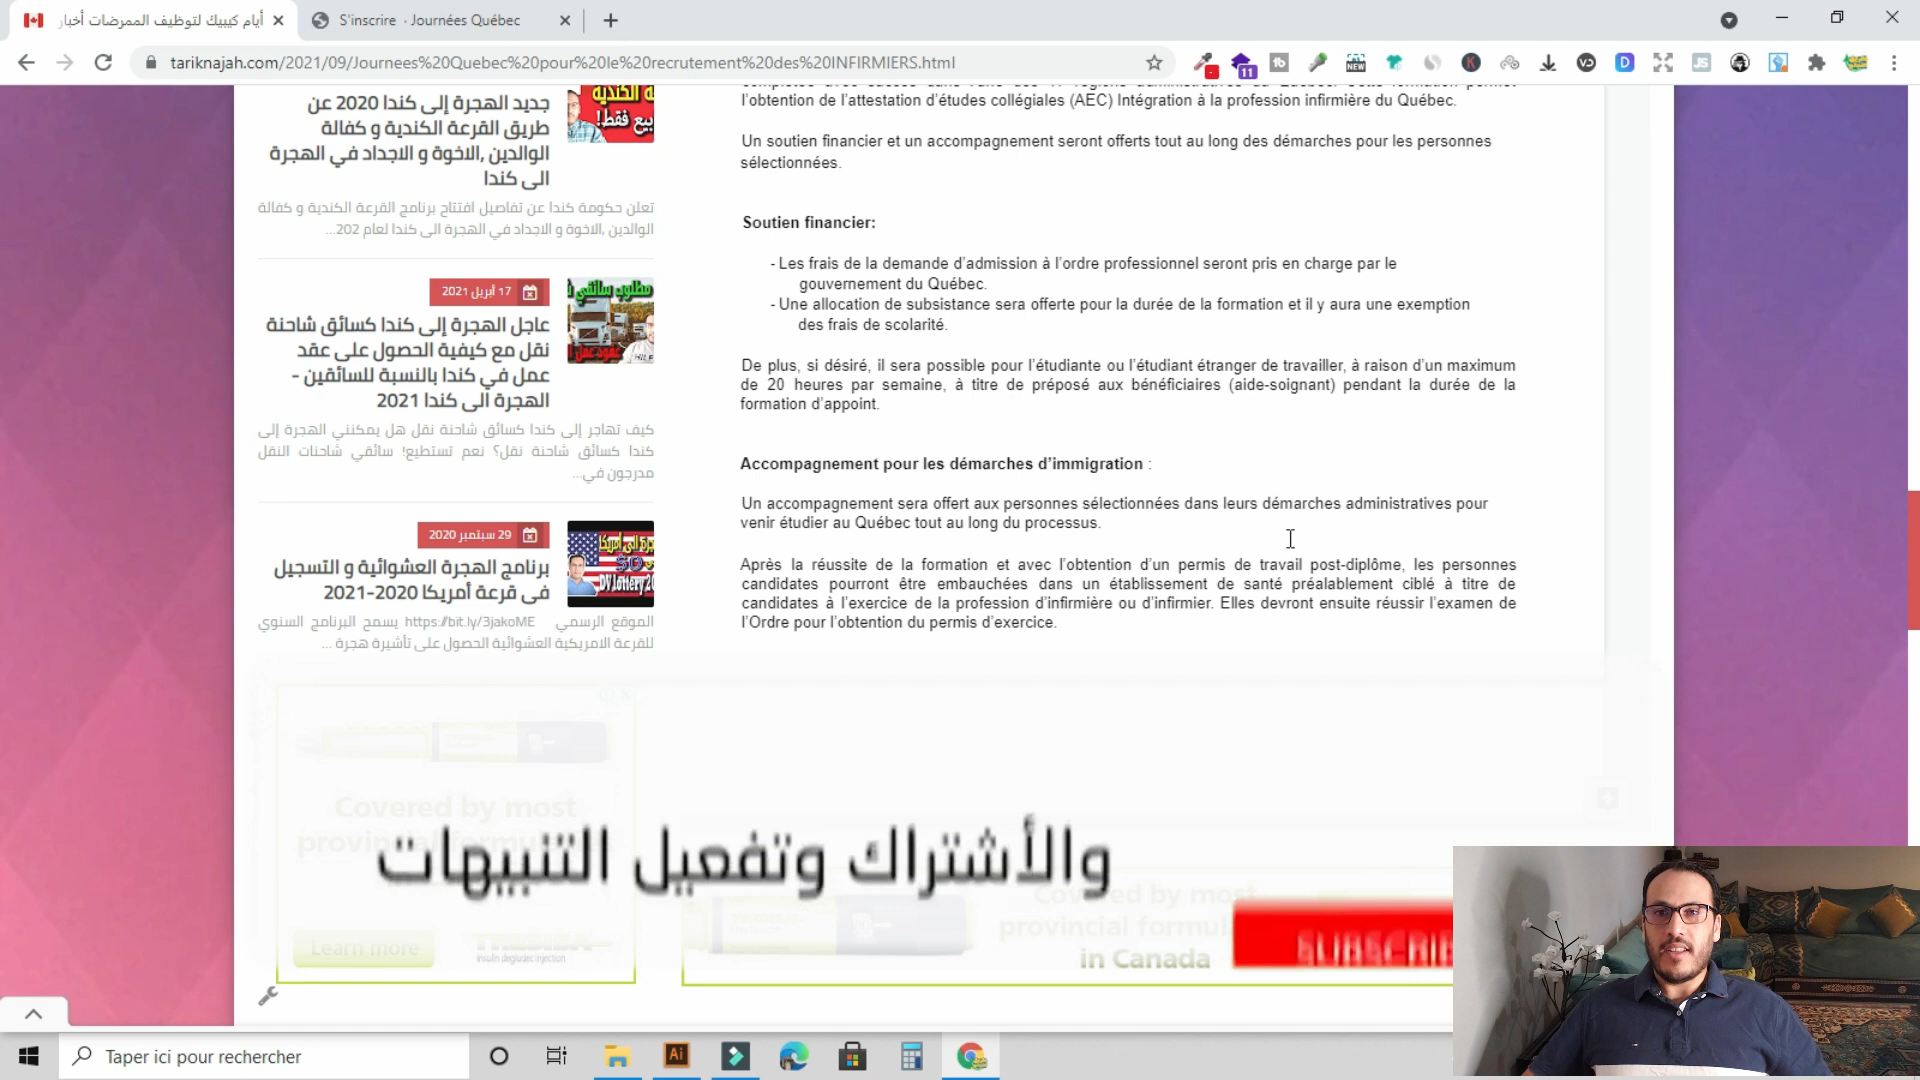 أيام كيبيك لتوظيف الممرضات أخبار
S'inscrire · Journées Québec
tariknajah.com/2021/09/Journees%20Quebec%20pour%20le%20recrutement%20des%20INFIRMIERS.html
جديد الهجرة إلى كندا 2020 عن
طريق القرعة الكندية و كفالة
الوالدين ,الاخوة و الاجداد في الهجرة
الى كندا
تعلن حكومة كندا عن تفاصيل افتتاح برنامج القرعة الكندية و كفالة
الوالدين ,الاخوة و الاجداد في الهجرة الى كندا لعام 202...
17 أبريل 2021
عاجل الهجرة إلى كندا كسائق شاحنة
نقل مع كيفية الحصول على عقد
عمل في كندا بالنسبة للسائقين -
الهجرة الى كندا 2021
كيف تهاجر إلى كندا كسائق شاحنة نقل هل يمكنني الهجرة إلى
كندا كسائق شاحنة نقل؟ نعم تستطيع! سائقي شاحنات النقل
مدرجون في...
29 سبتمبر 2020
برنامج الهجرة العشوائية و التسجيل
في قرعة أمريكا 2020-2021
الموقع الرسمي https://bit.ly/3jakoME يسمح البرنامج السنوي
للقرعة الامريكية العشوائية الحصول على تأشيرة هجرة ...
l'obtention de l'attestation d'études collégiales (AEC) Intégration à la profession infirmière du Québec.
Un soutien financier et un accompagnement seront offerts tout au long des démarches pour les personnes
sélectionnées.
Soutien financier:
- Les frais de la demande d'admission à l'ordre professionnel seront pris en charge par le
gouvernement du Québec.
- Une allocation de subsistance sera offerte pour la durée de la formation et il y aura une exemption
des frais de scolarité.
De plus, si désiré, il sera possible pour l'étudiante ou l'étudiant étranger de travailler, à raison d'un maximum
de 20 heures par semaine, à titre de préposé aux bénéficiaires (aide-soignant) pendant la durée de la
formation d'appoint.
Accompagnement pour les démarches d'immigration :
Un accompagnement sera offert aux personnes sélectionnées dans leurs démarches administratives pour
venir étudier au Québec tout au long du processus.
Après la réussite de la formation et avec l'obtention d'un permis de travail post-diplôme, les personnes
candidates pourront être embauchées dans un établissement de santé préalablement ciblé à titre de
candidates à l'exercice de la profession d'infirmière ou d'infirmier. Elles devront ensuite réussir l'examen de
l'Ordre pour l'obtention du permis d'exercice.
Covered by most
provincial
Learn more
insulin degludec injection
والأشتراك وتفعيل التنبيهات
Covered by most
provincial
in Canada
Taper ici pour rechercher